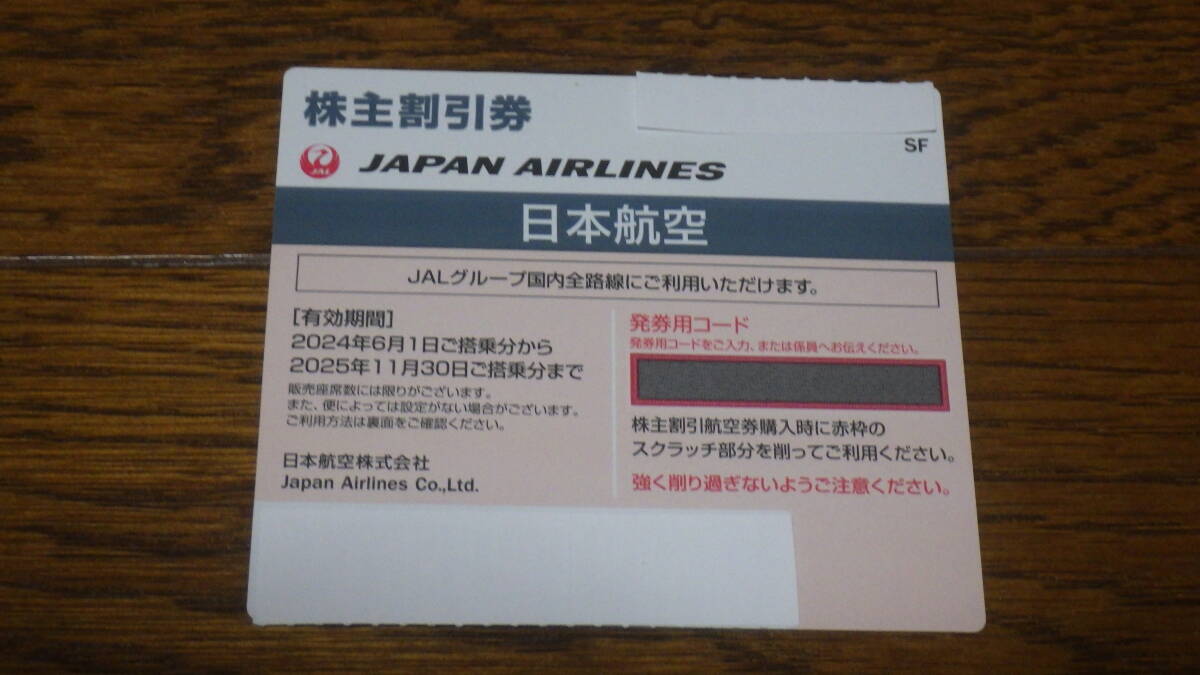 株主割引券
SF
JAL
JAPAN AIRLINES
日本航空
JALグループ国内全路線にご利用いただけます。
［有効期間］
2024年6月1日ご搭乗分から
2025年11月30日ご搭乗分まで
販売座席数には限りがございます。
また、便によっては設定がない場合がございます。
ご利用方法は裏面をご確認ください。
日本航空株式会社
Japan Airlines Co.,Ltd.
発券用コード
発券用コードをご入力、または係員へお伝えください。
株主割引航空券購入時に赤枠の
スクラッチ部分を削ってご利用ください。
強く削り過ぎないようご注意ください。